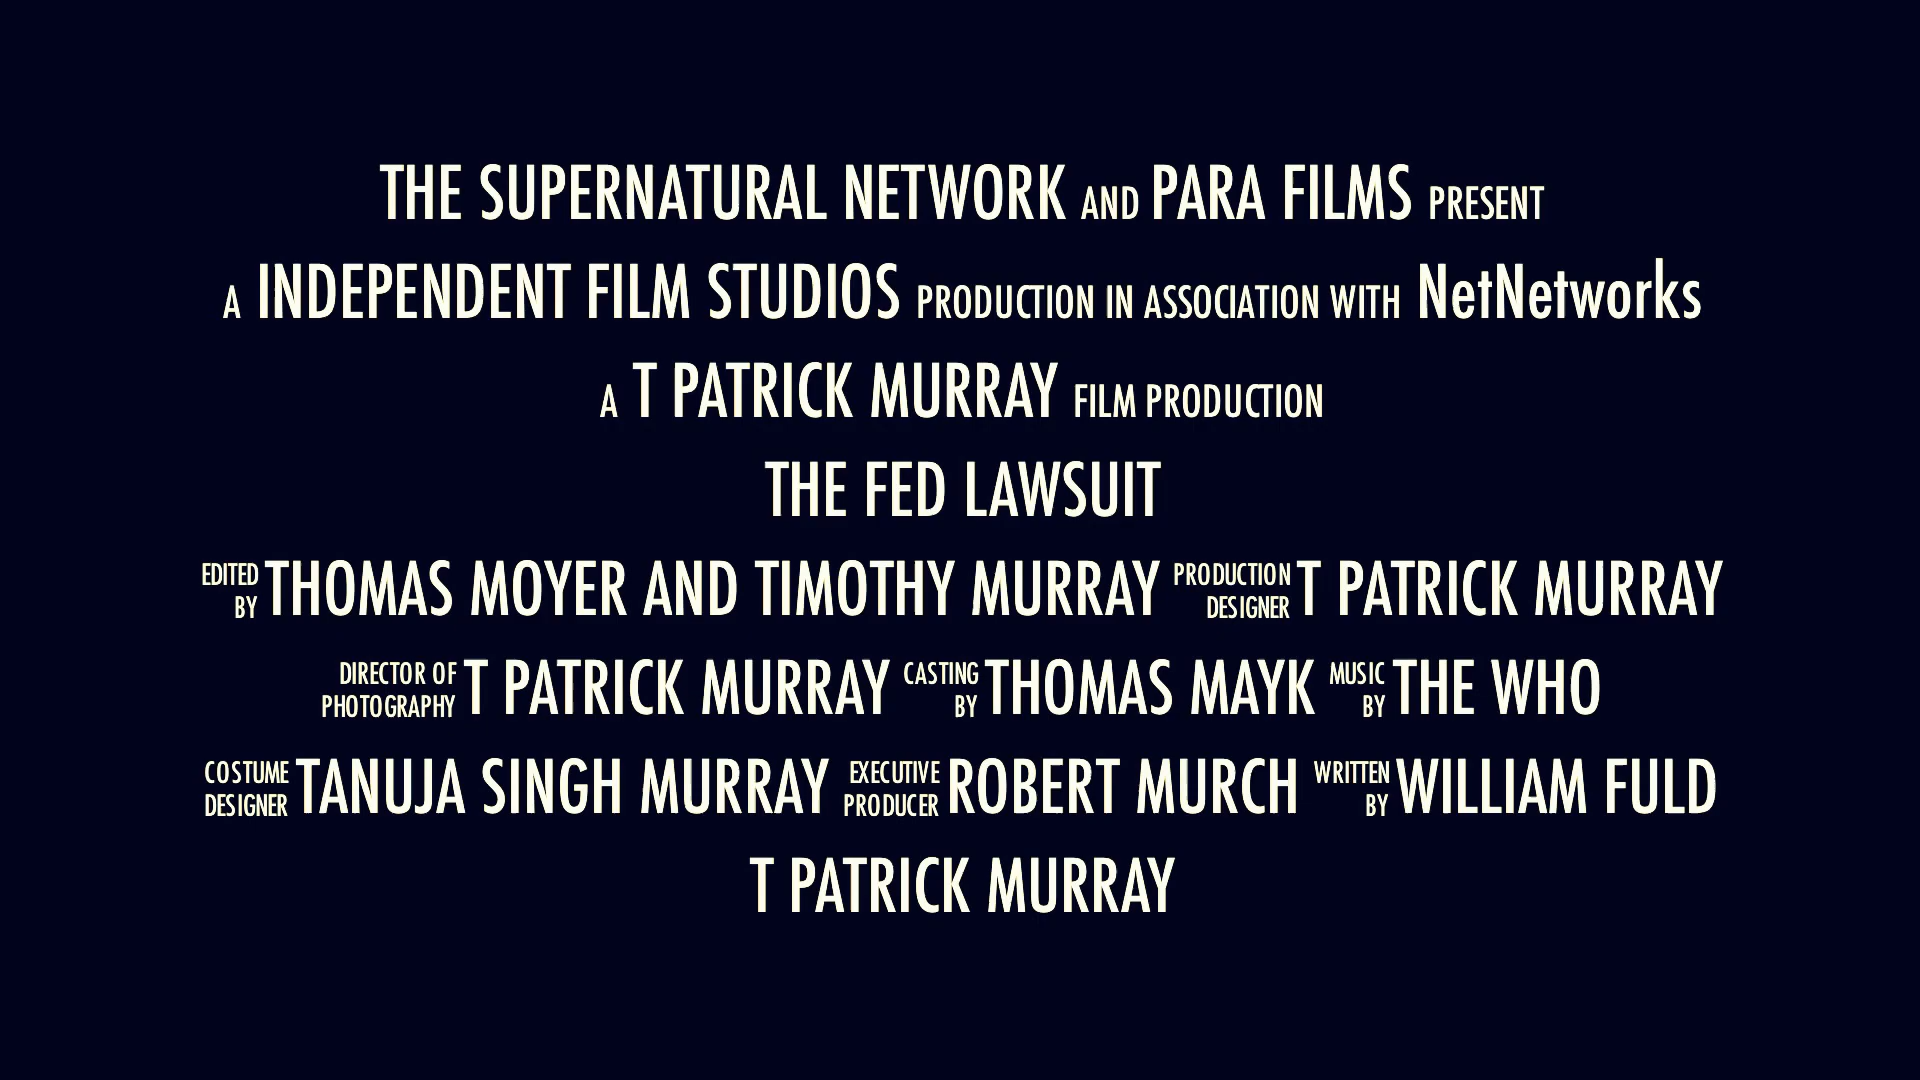 THE SUPERNATURAL NETWORK AND PARA FILMS PRESENT
A INDEPENDENT FILM STUDIOS PRODUCTION IN ASSOCIATION WITH NetNetworks
A T PATRICK MURRAY FILM PRODUCTION
THE FED LAWSUIT
EDITED BY THOMAS MOYER AND TIMOTHY MURRAY PRODUCTION DESIGNER T PATRICK MURRAY
DIRECTOR OF PHOTOGRAPHY T PATRICK MURRAY CASTING BY THOMAS MAYK MUSIC BY THE WHO
COSTUME DESIGNER TANUJA SINGH MURRAY EXECUTIVE PRODUCER ROBERT MURCH WRITTEN BY WILLIAM FULD
T PATRICK MURRAY